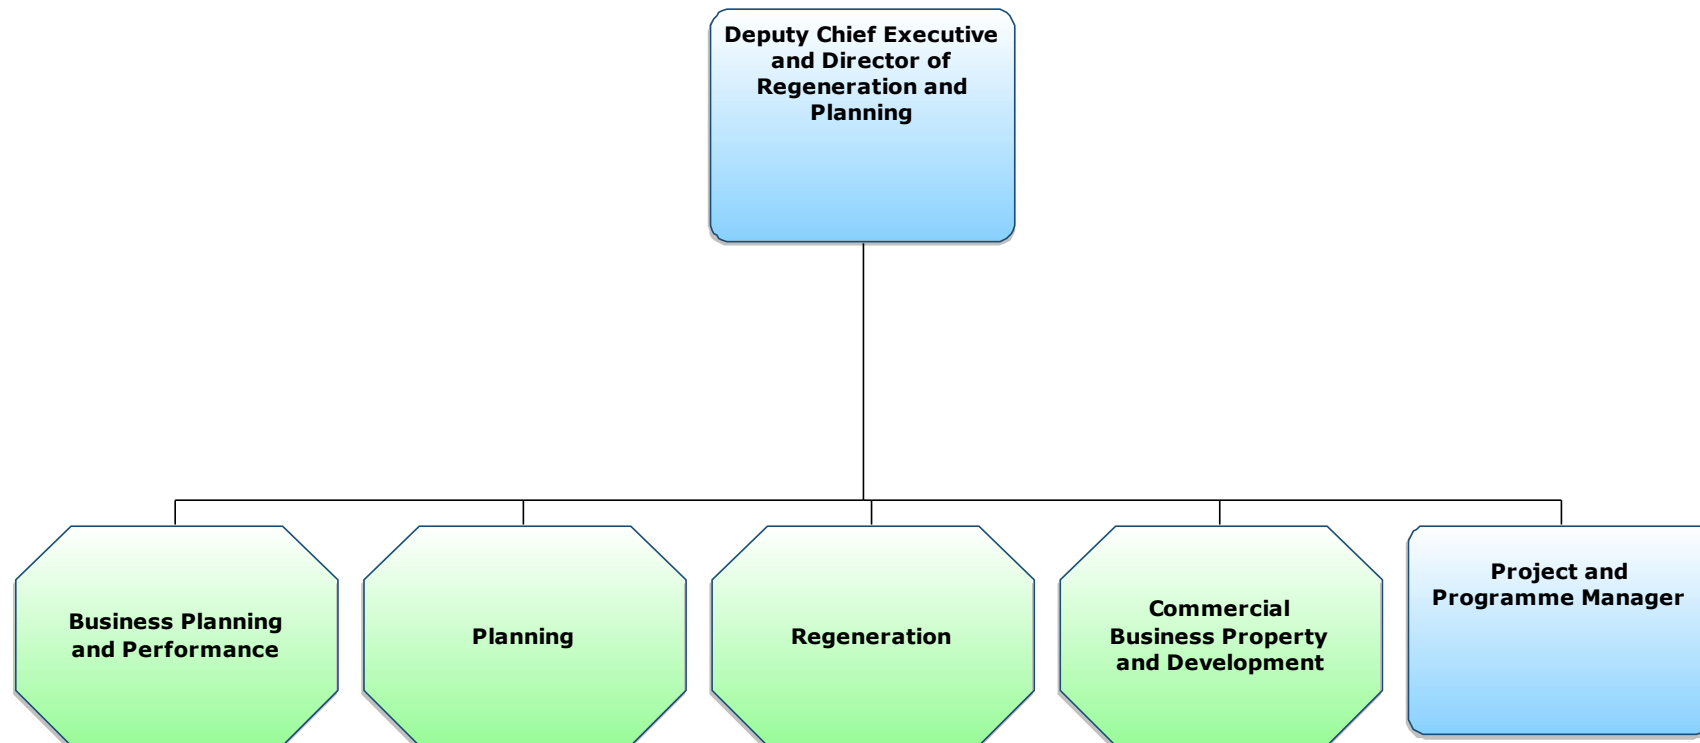 Deputy Chief Executive
and Director of
Regeneration and
Planning
Business Planning
and Performance
Planning
Regeneration
Commercial
Business Property
and Development
Project and
Programme Manager